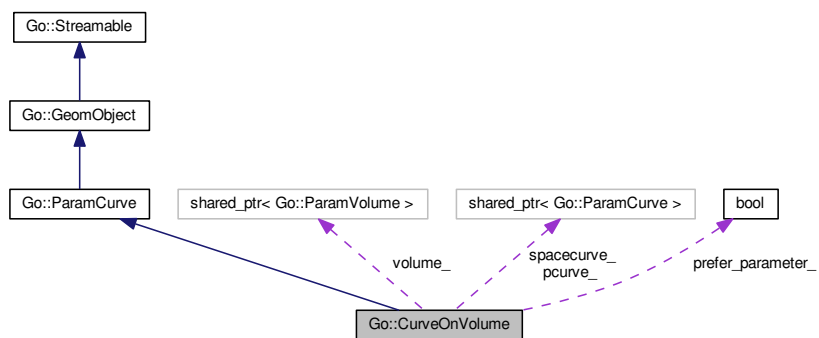 Go::Streamable
Go::GeomObject
Go::ParamCurve
shared_ptr< Go::ParamVolume >
shared_ptr< Go::ParamCurve >
bool
volume_
spacecurve_
pcurve_
prefer_parameter_
Go::CurveOnVolume